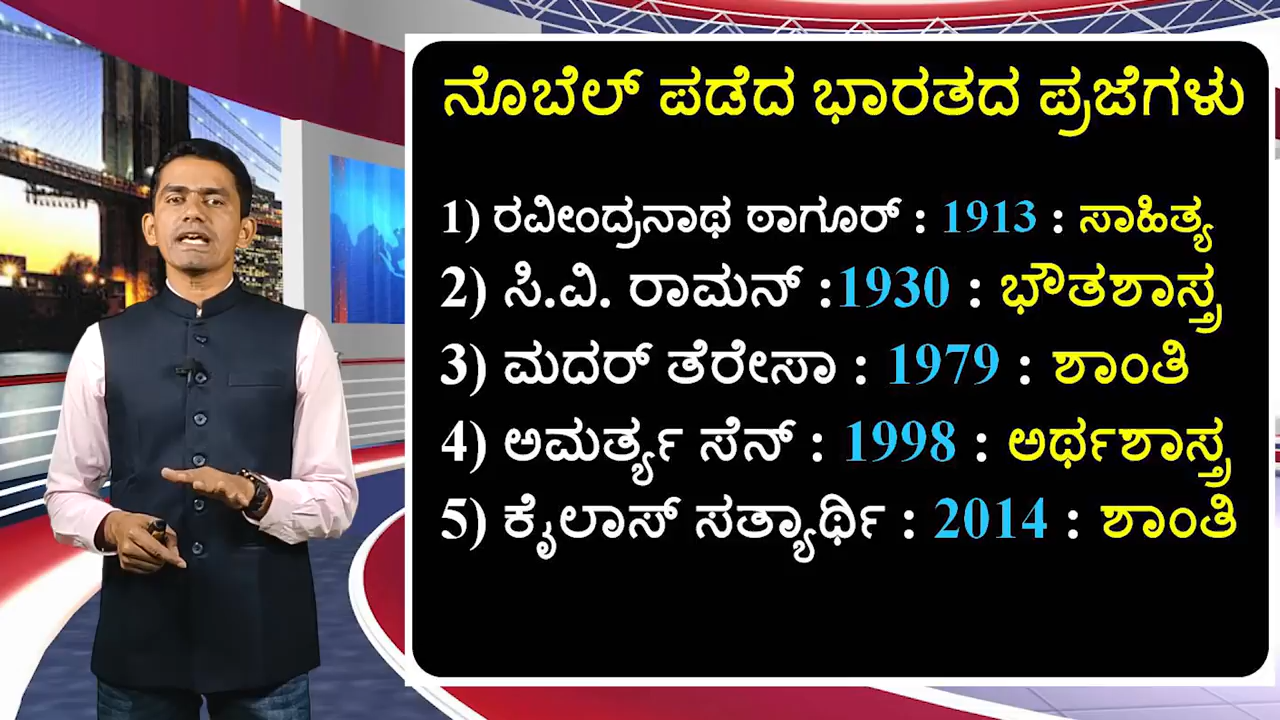 ನೊಬೆಲ್ ಪಡೆದ ಭಾರತದ ಪ್ರಜೆಗಳು
1) ರವೀಂದ್ರನಾಥ ಠಾಗೂರ್ : 1913 : ಸಾಹಿತ್ಯ
2) ಸಿ.ವಿ. ರಾಮನ್ :1930 : ಭೌತಶಾಸ್ತ್ರ
3) ಮದರ್ ತೆರೇಸಾ : 1979 : ಶಾಂತಿ
4) ಅಮರ್ತ್ಯ ಸೆನ್ : 1998 : ಅರ್ಥಶಾಸ್ತ್ರ
5) ಕೈಲಾಸ್ ಸತ್ಯಾರ್ಥಿ : 2014 : ಶಾಂತಿ